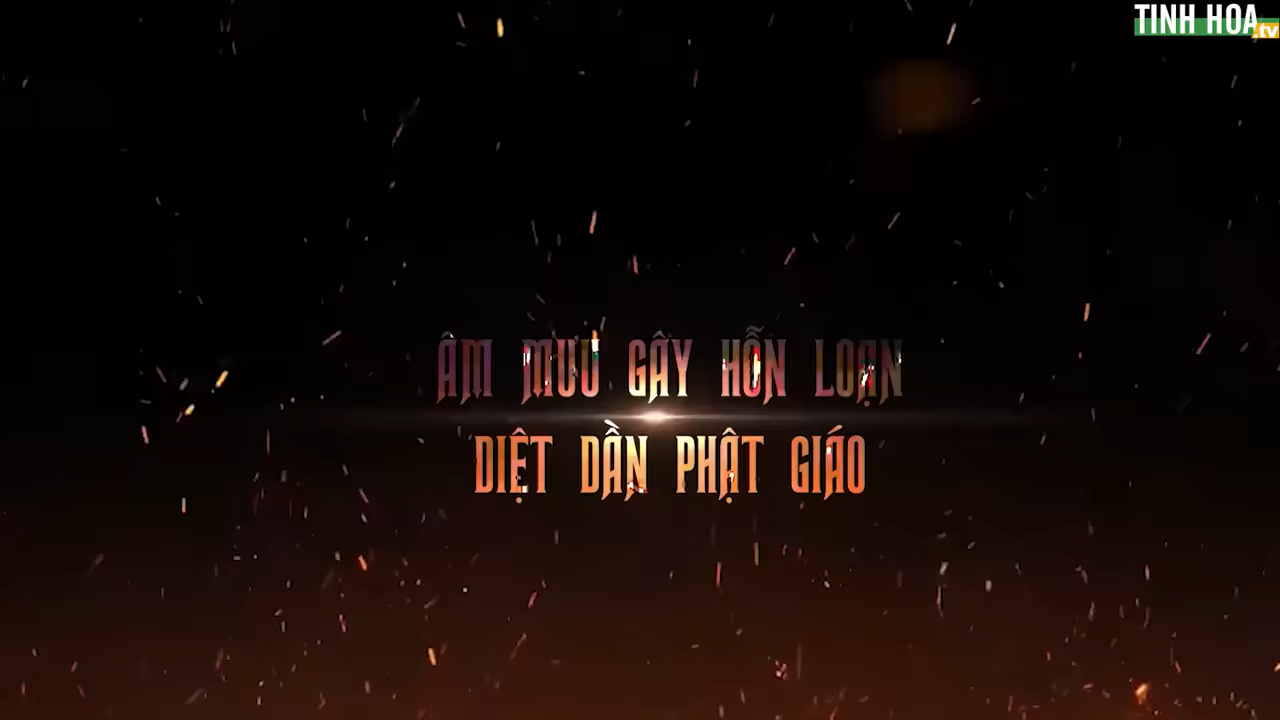 TINH HOA
.tv
ÂM MƯU GÂY HỖN LOẠN
DIỆT DẦN PHẬT GIÁO